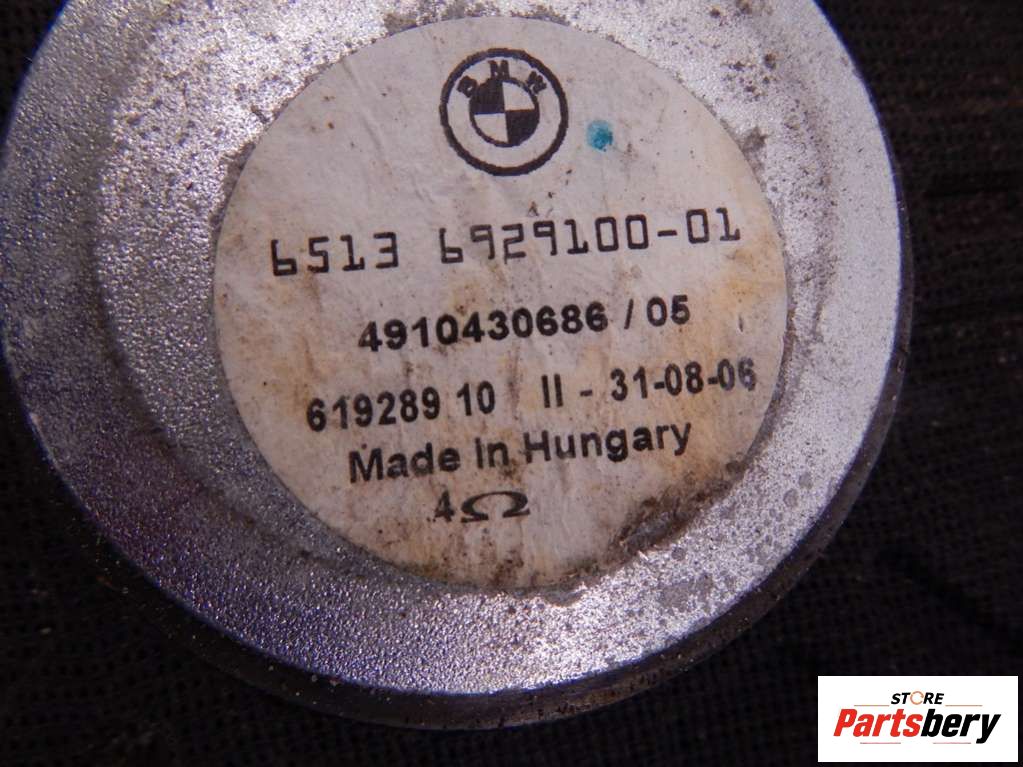 BMW
6513 6929100-01
4910430686 / 05
619289 10 II - 31-08-06
Made In Hungary
4Ω
STORE
Partsbery